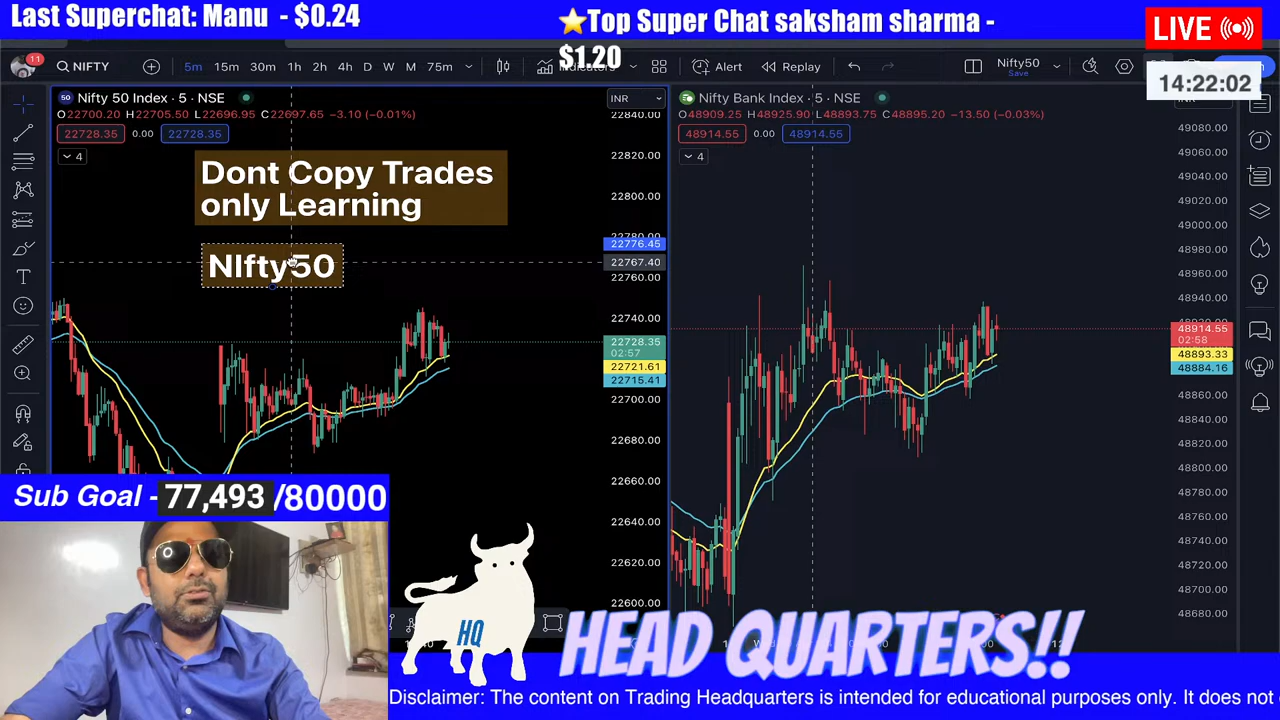 Last Superchat: Manu - $0.24
⭐Top Super Chat saksham sharma -
$1.20
LIVE
14:22:02
11
NIFTY
5m 15m 30m 1h 2h 4h D W M 75m
Alert
Replay
Nifty50
Save
50 Nifty 50 Index · 5 · NSE
INR
O22700.20 H22705.50 L22696.95 C22697.65 −3.10 (−0.01%)
22728.35 0.00 22728.35
4
Dont Copy Trades
only Learning
NIfty50
22840.00
22820.00
22800.00
22780.00
22776.45
22767.40
22760.00
22740.00
22728.35
02:57
22721.61
22715.41
22700.00
22680.00
22660.00
22640.00
22620.00
22600.00
Nifty Bank Index · 5 · NSE
O48909.25 H48925.90 L48893.75 C48895.20 −13.50 (−0.03%)
48914.55 0.00 48914.55
4
49080.00
49060.00
49040.00
49020.00
49000.00
48980.00
48960.00
48940.00
48914.55
02:58
48893.33
48884.16
48860.00
48840.00
48820.00
48800.00
48780.00
48760.00
48740.00
48720.00
48700.00
48680.00
Sub Goal - 77,493 /80000
HQ
HEAD QUARTERS!!
Disclaimer: The content on Trading Headquarters is intended for educational purposes only. It does not